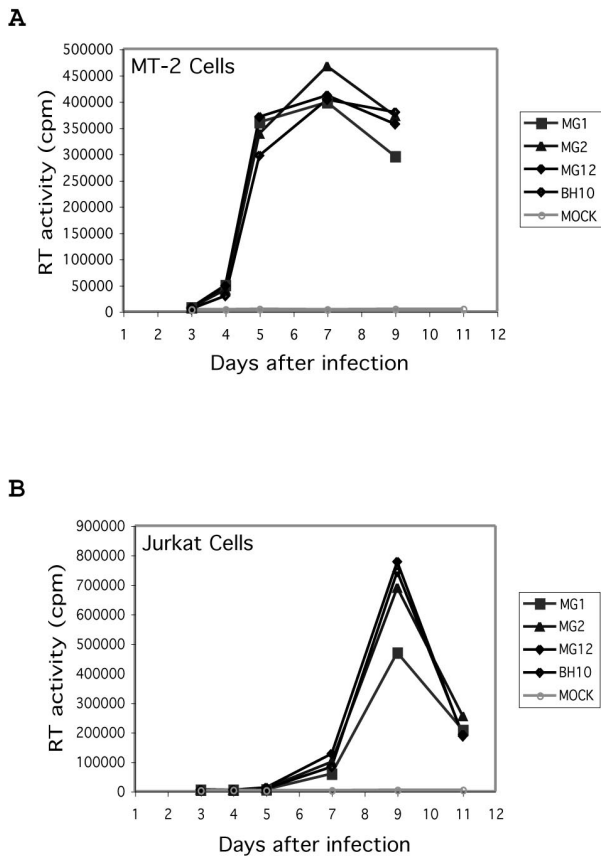 A
MT-2 Cells
RT activity (cpm)
500000
450000
400000
350000
300000
250000
200000
150000
100000
50000
0
1 2 3 4 5 6 7 8 9 10 11 12
Days after infection
MG1
MG2
MG12
BH10
MOCK
B
Jurkat Cells
RT activity (cpm)
900000
800000
700000
600000
500000
400000
300000
200000
100000
0
1 2 3 4 5 6 7 8 9 10 11 12
Days after infection
MG1
MG2
MG12
BH10
MOCK